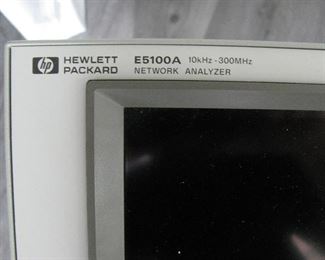 hp HEWLETT PACKARD E5100A 10kHz-300MHz
NETWORK ANALYZER